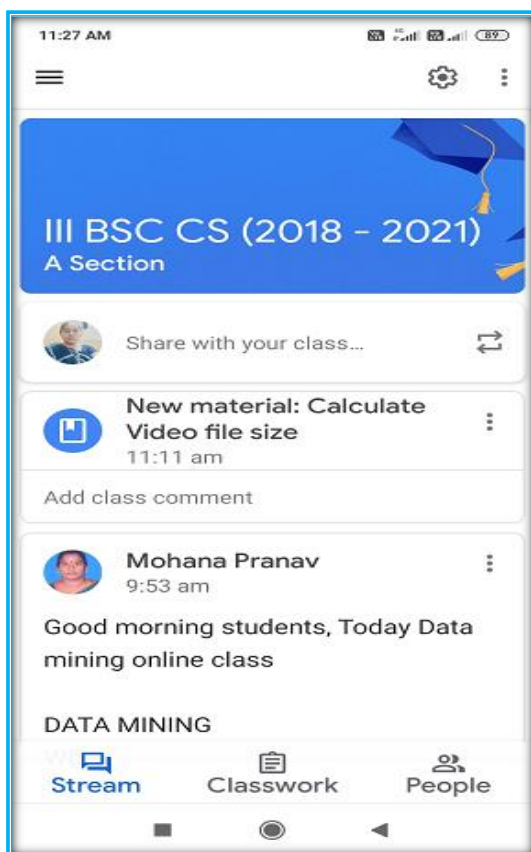 11:27 AM
89
III BSC CS (2018 - 2021)
A Section
Share with your class...
New material: Calculate
Video file size
11:11 am
Add class comment
Mohana Pranav
9:53 am
Good morning students, Today Data
mining online class
DATA MINING
Stream Classwork People